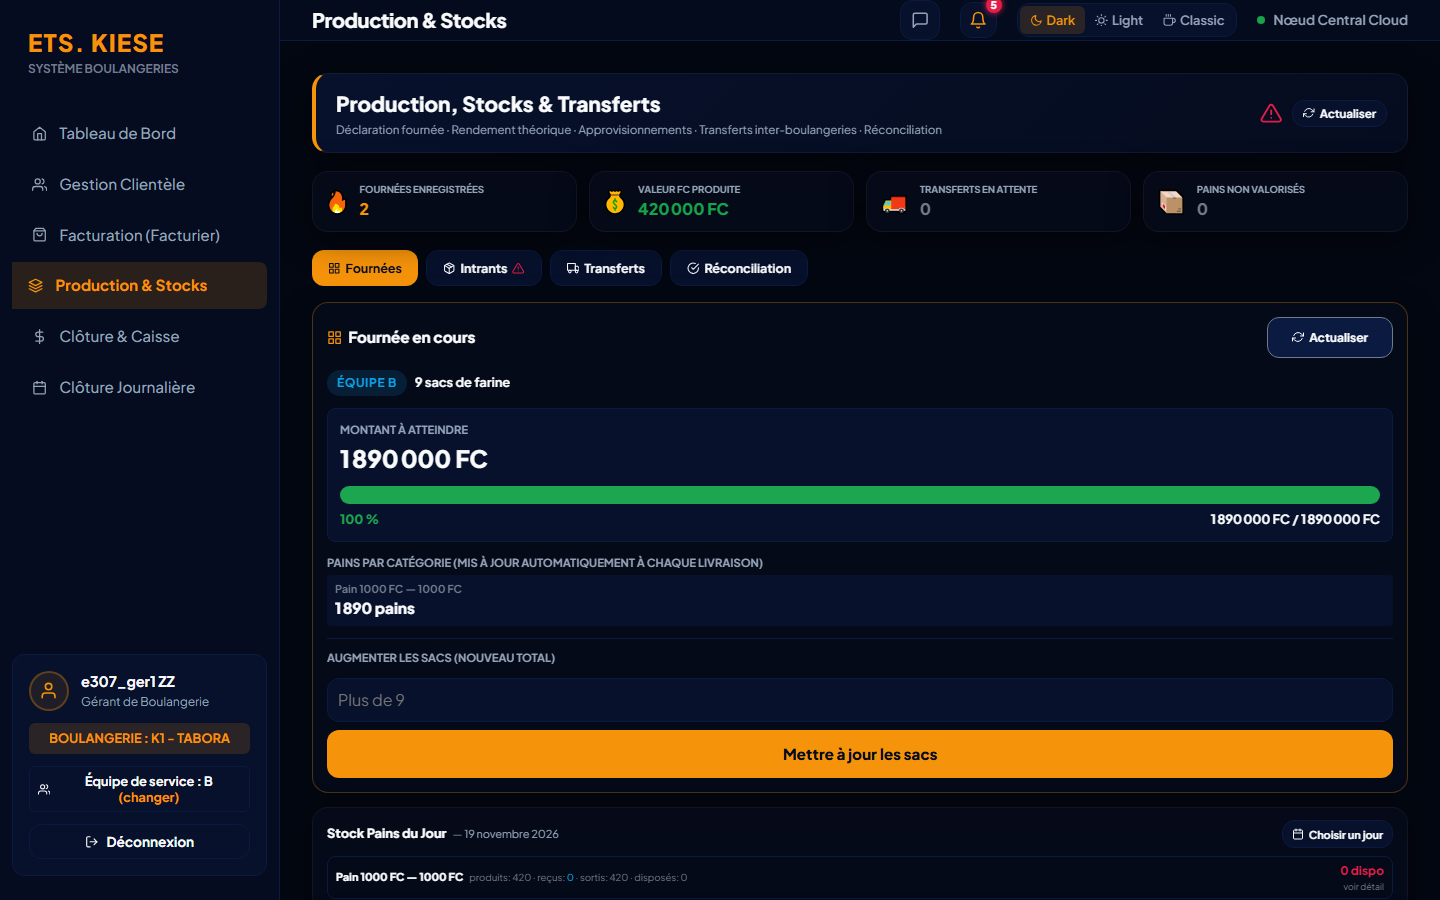 ETS. KIESE
SYSTÈME BOULANGERIES
Tableau de Bord
Gestion Clientèle
Facturation (Facturier)
Production & Stocks
Clôture & Caisse
Clôture Journalière
e307_ger1 ZZ
Gérant de Boulangerie
BOULANGERIE : K1 - TABORA
Équipe de service : B
(changer)
Déconnexion
Production & Stocks
5
Dark
Light
Classic
Nœud Central Cloud
Production, Stocks & Transferts
Déclaration fournée · Rendement théorique · Approvisionnements · Transferts inter-boulangeries · Réconciliation
Actualiser
FOURNÉES ENREGISTRÉES
2
VALEUR FC PRODUITE
420 000 FC
TRANSFERTS EN ATTENTE
0
PAINS NON VALORISÉS
0
Fournées
Intrants
Transferts
Réconciliation
Fournée en cours
Actualiser
ÉQUIPE B
9 sacs de farine
MONTANT À ATTEINDRE
1 890 000 FC
100 %
1 890 000 FC / 1 890 000 FC
PAINS PAR CATÉGORIE (MIS À JOUR AUTOMATIQUEMENT À CHAQUE LIVRAISON)
Pain 1000 FC — 1000 FC
1 890 pains
AUGMENTER LES SACS (NOUVEAU TOTAL)
Plus de 9
Mettre à jour les sacs
Stock Pains du Jour — 19 novembre 2026
Choisir un jour
Pain 1000 FC — 1000 FC produits: 420 · reçus: 0 · sortis: 420 · disposés: 0
0 dispo
voir détail